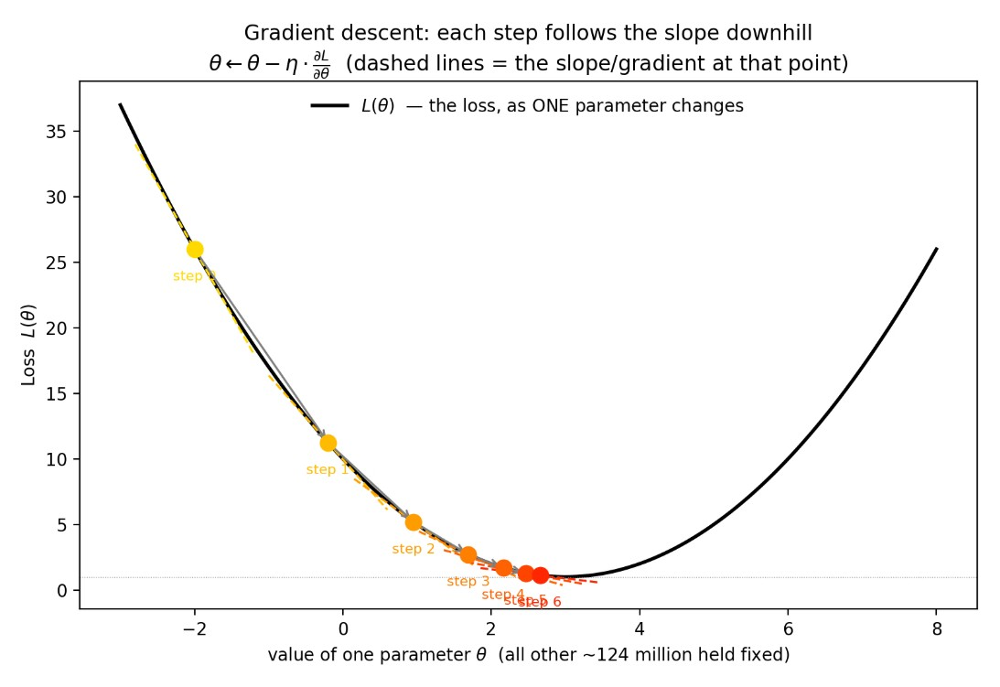 Gradient descent: each step follows the slope downhill
θ ← θ − η · ∂L/∂θ (dashed lines = the slope/gradient at that point)
L(θ) — the loss, as ONE parameter changes
35
30
25
20
15
10
5
0
Loss L(θ)
step 0
step 1
step 2
step 3
step 4
step 5
step 6
−2
0
2
4
6
8
value of one parameter θ (all other ~124 million held fixed)